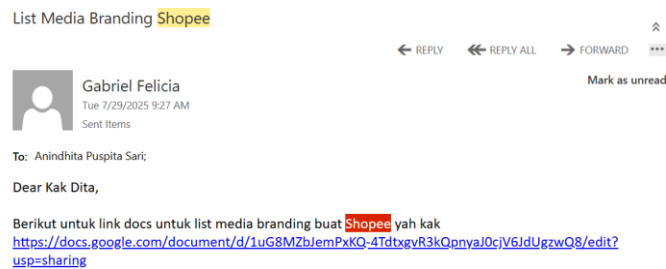 List Media Branding Shopee
REPLY REPLY ALL FORWARD ...
Mark as unread
Gabriel Felicia
Tue 7/29/2025 9:27 AM
Sent Items
To: Anindhita Puspita Sari;
Dear Kak Dita,
Berikut untuk link docs untuk list media branding buat Shopee yah kak
https://docs.google.com/document/d/1uG8MZbJemPxKQ-4TdtxgvR3kQpnyaJ0cjV6JdUgzwQ8/edit?
usp=sharing